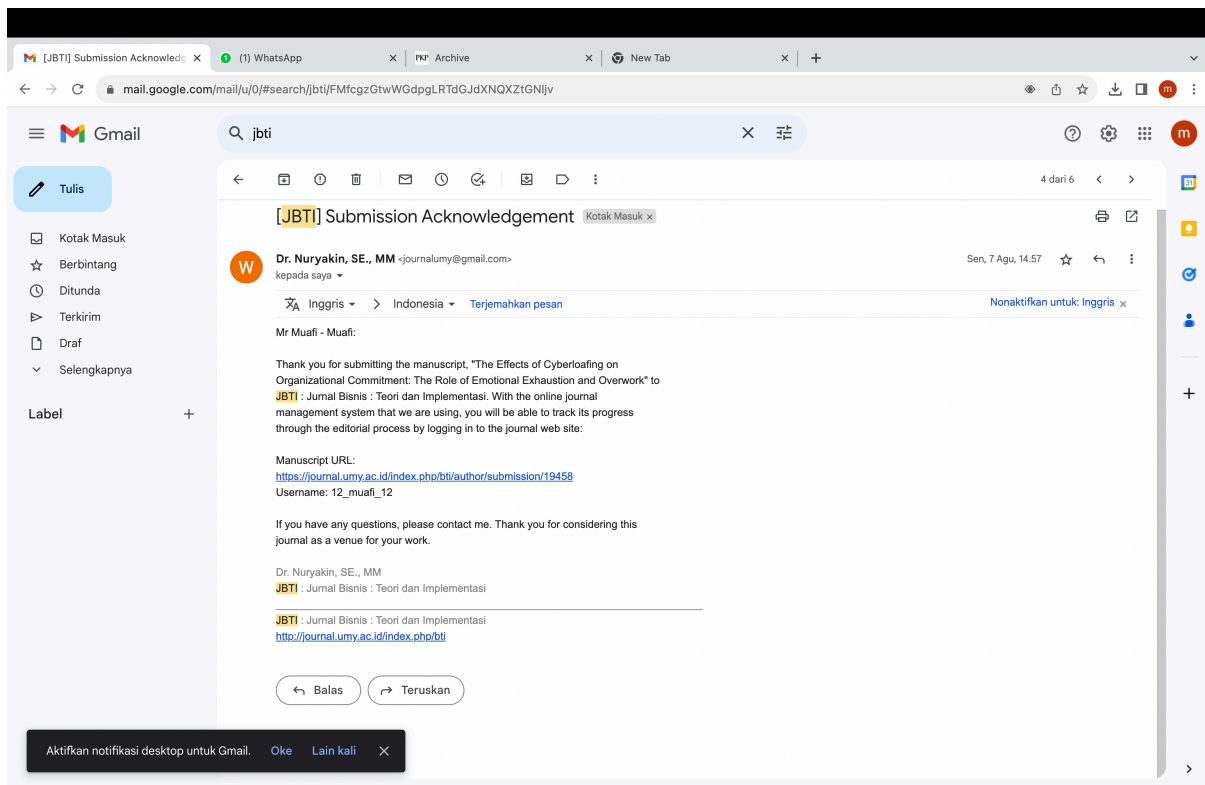 [JBTI] Submission Acknowledg
(1) WhatsApp
PKP Archive
New Tab
mail.google.com/mail/u/0/#search/jbti/FMfcgzGtwWGdpgLRTdGJdXNQXZtGNljv
m
Gmail
jbti
m
Tulis
4 dari 6
31
Kotak Masuk
Berbintang
Ditunda
Terkirim
Draf
Selengkapnya
Label
[JBTI] Submission Acknowledgement Kotak Masuk ×
W
Dr. Nuryakin, SE., MM <journalumy@gmail.com>
Sen, 7 Agu, 14.57
kepada saya
Inggris > Indonesia Terjemahkan pesan
Nonaktifkan untuk: Inggris ×
Mr Muafi - Muafi:
Thank you for submitting the manuscript, "The Effects of Cyberloafing on
Organizational Commitment: The Role of Emotional Exhaustion and Overwork" to
JBTI : Jurnal Bisnis : Teori dan Implementasi. With the online journal
management system that we are using, you will be able to track its progress
through the editorial process by logging in to the journal web site:
Manuscript URL:
https://journal.umy.ac.id/index.php/bti/author/submission/19458
Username: 12_muafi_12
If you have any questions, please contact me. Thank you for considering this
journal as a venue for your work.
Dr. Nuryakin, SE., MM
JBTI : Jurnal Bisnis : Teori dan Implementasi
JBTI : Jurnal Bisnis : Teori dan Implementasi
http://journal.umy.ac.id/index.php/bti
Balas
Teruskan
Aktifkan notifikasi desktop untuk Gmail. Oke Lain kali